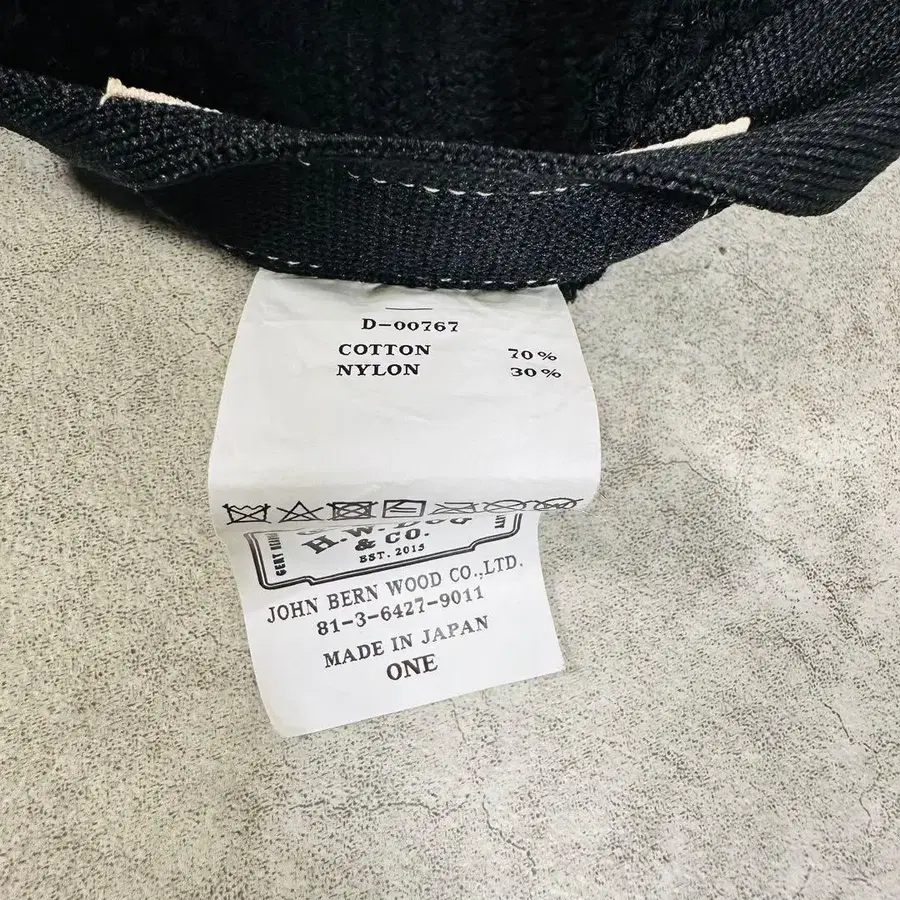 D-00767
COTTON 70%
NYLON 30%
H.W. DOG
& CO.
EST. 2015
JOHN BERN WOOD CO.,LTD.
81-3-6427-9011
MADE IN JAPAN
ONE